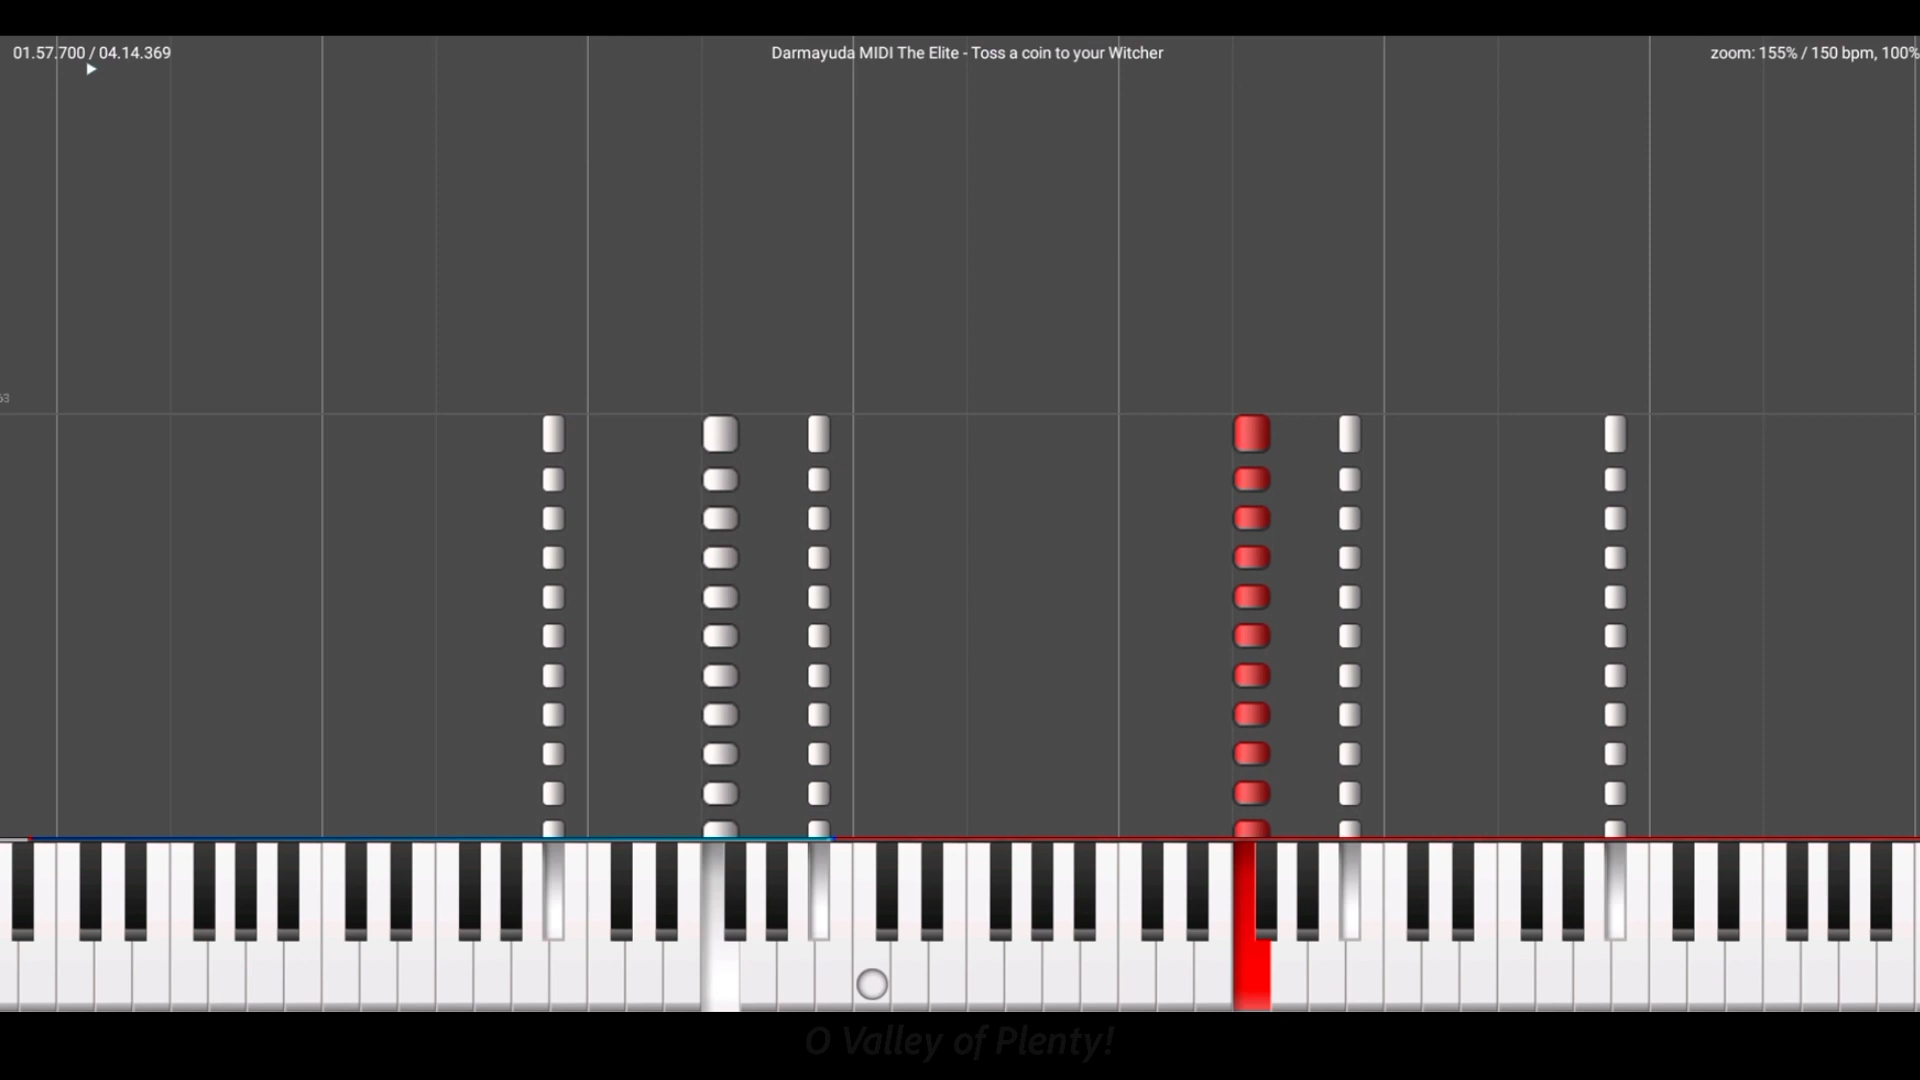 01.57.700 / 04.14.369
Darmayuda MIDI The Elite - Toss a coin to your Witcher
zoom: 155% / 150 bpm, 100%
63
O Valley of Plenty!